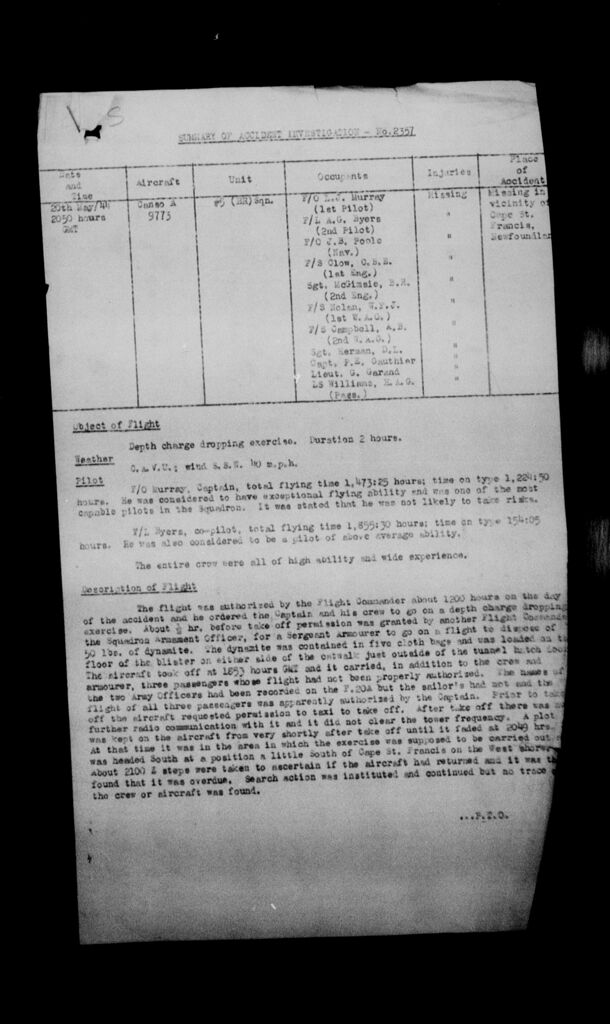 SUMMARY OF ACCIDENT INVESTIGATION - No.2357
Date and Time
Aircraft
Unit
Occupants
Injuries
Place of Accident
20th May/44
2050 hours
GMT
Canso A
9773
#5 (BR) Sqn.
F/O L.J. Murray
(1st Pilot)
F/L A.G. Byers
(2nd Pilot)
F/O J.B. Poole
(Nav.)
F/S Clow, C.B.E.
(1st Eng.)
Sgt. McGimsie, B.R.
(2nd Eng.)
F/S Nolan, W.F.J.
(1st W.A.G.)
F/S Campbell, A.B.
(2nd W.A.G.)
Sgt. Herman, D.L.
Capt. P.E. Gauthier
Lieut. G. Garand
LS Williams, H.A.G.
(Pass.)
Missing
"
"
"
"
"
"
"
"
"
"
Missing in
vicinity of
Cape St.
Francis,
Newfoundlan
Object of Flight
Depth charge dropping exercise. Duration 2 hours.
Weather
C.A.V.U.; wind S.S.W. 40 m.p.h.
Pilot
F/O Murray, Captain, total flying time 1,473:25 hours; time on type 1,224:50
hours. He was considered to have exceptional flying ability and was one of the most
capable pilots in the Squadron. It was stated that he was not likely to take risks.
F/L Byers, co-pilot, total flying time 1,855:30 hours; time on type 154:05
hours. He was also considered to be a pilot of above average ability.
The entire crew were all of high ability and wide experience.
Description of Flight
The flight was authorized by the Flight Commander about 1200 hours on the day
of the accident and he ordered the Captain and his crew to go on a depth charge dropping
exercise. About ½ hr. before take off permission was granted by another Flight Commande
the Squadron Armament Officer, for a Sergeant Armourer to go on a flight to dispose of
50 lbs. of dynamite. The dynamite was contained in five cloth bags and was loaded on t
floor of the blister on either side of the catwalk just outside of the tunnel hatch
The aircraft took off at 1853 hours GMT and it carried, in addition to the crew and
armourer, three passengers whose flight had not been properly authorized. The names of
the two Army Officers had been recorded on the F.20A but the sailor's had not and the
flight of all three passengers was apparently authorized by the Captain. Prior to take
off the aircraft requested permission to taxi to take off. After take off there was no
further radio communication with it and it did not clear the tower frequency. A plot
was kept on the aircraft from very shortly after take off until it faded at 2049 hrs.
At that time it was in the area in which the exercise was supposed to be carried out
was headed South at a position a little South of Cape St. Francis on the West shore
About 2100 Z steps were taken to ascertain if the aircraft had returned and it was th
found that it was overdue. Search action was instituted and continued but no trace o
the crew or aircraft was found.
...P.T.O.